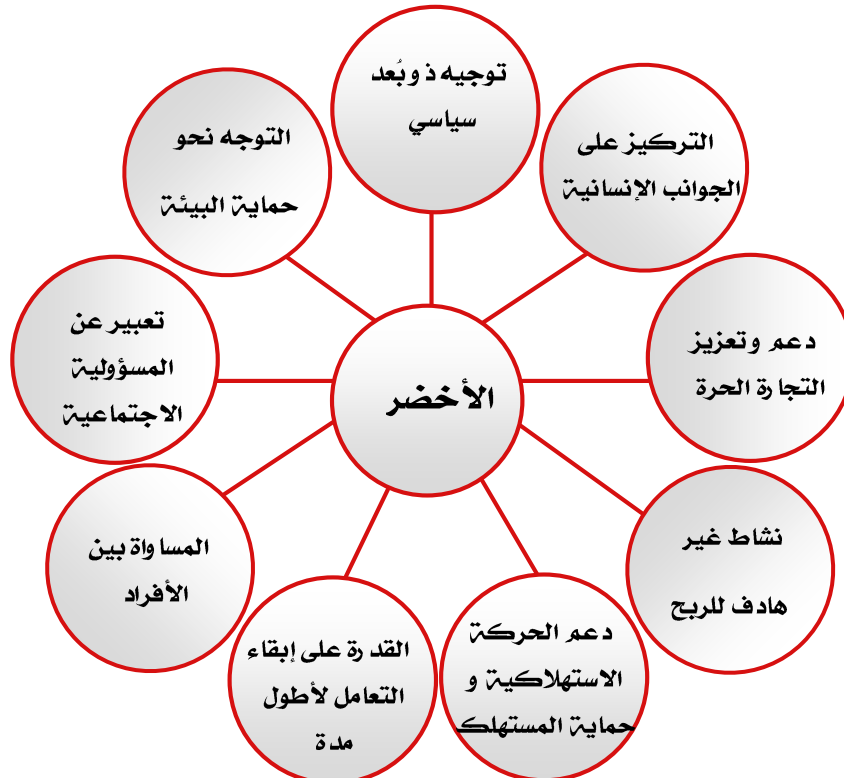 توجيه ذو بُعد
سياسي
التركيز على
الجوانب الإنسانية
دعم وتعزيز
التجارة الحرة
نشاط غير
هادف للربح
دعم الحركة
الاستهلاكية و
حماية المستهلك
القدرة على إبقاء
التعامل لأطول
مدة
المساواة بين
الأفراد
تعبير عن
المسؤولية
الاجتماعية
التوجه نحو
حماية البيئة
الأخضر